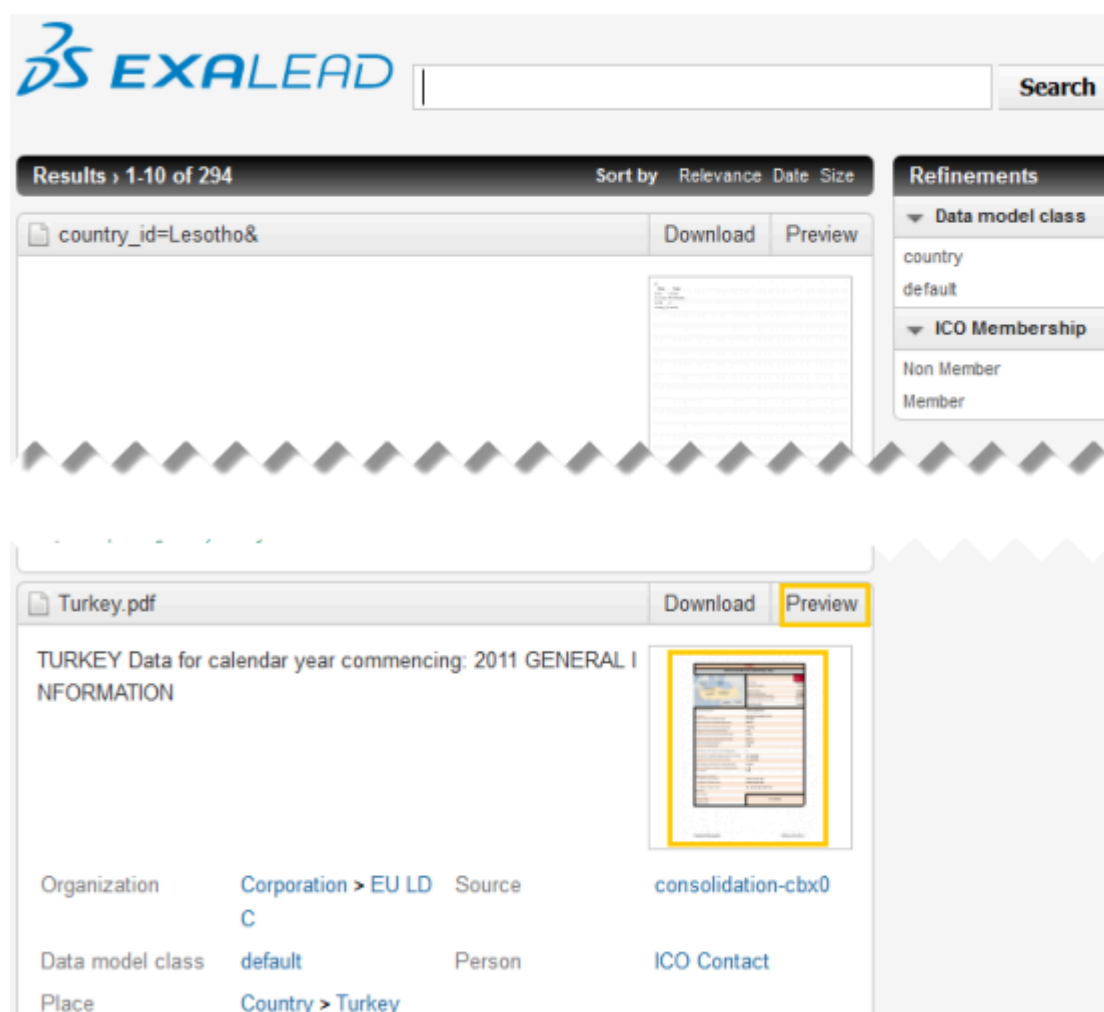 3DS EXALEAD
Search
Results › 1-10 of 294
Sort by Relevance Date Size
country_id=Lesotho&
Download Preview
Refinements
Data model class
country
default
ICO Membership
Non Member
Member
Turkey.pdf
Download Preview
TURKEY Data for calendar year commencing: 2011 GENERAL I
NFORMATION
Organization Corporation > EU LD Source consolidation-cbx0
C
Data model class default Person ICO Contact
Place Country > Turkey